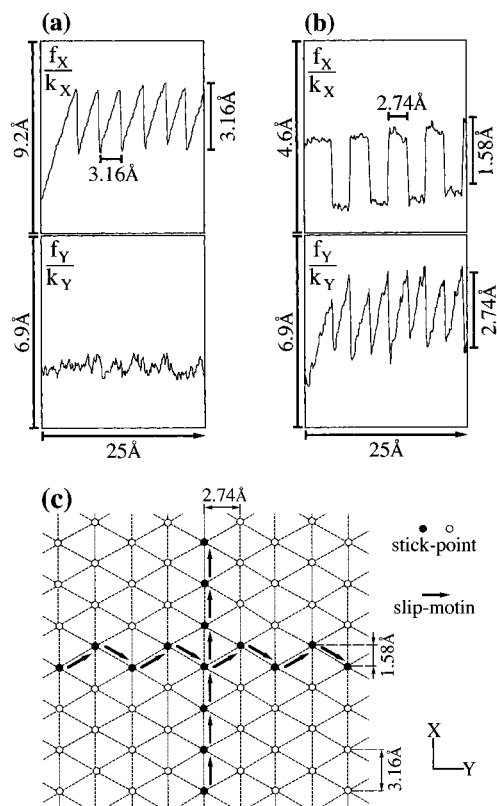 (a)
(b)
f_X
k_X
9.2Å
3.16Å
3.16Å
f_X
k_X
4.6Å
2.74Å
1.58Å
f_Y
k_Y
6.9Å
25Å
f_Y
k_Y
6.9Å
2.74Å
25Å
(c)
2.74Å
stick-point
slip-motin
1.58Å
3.16Å
X
Y